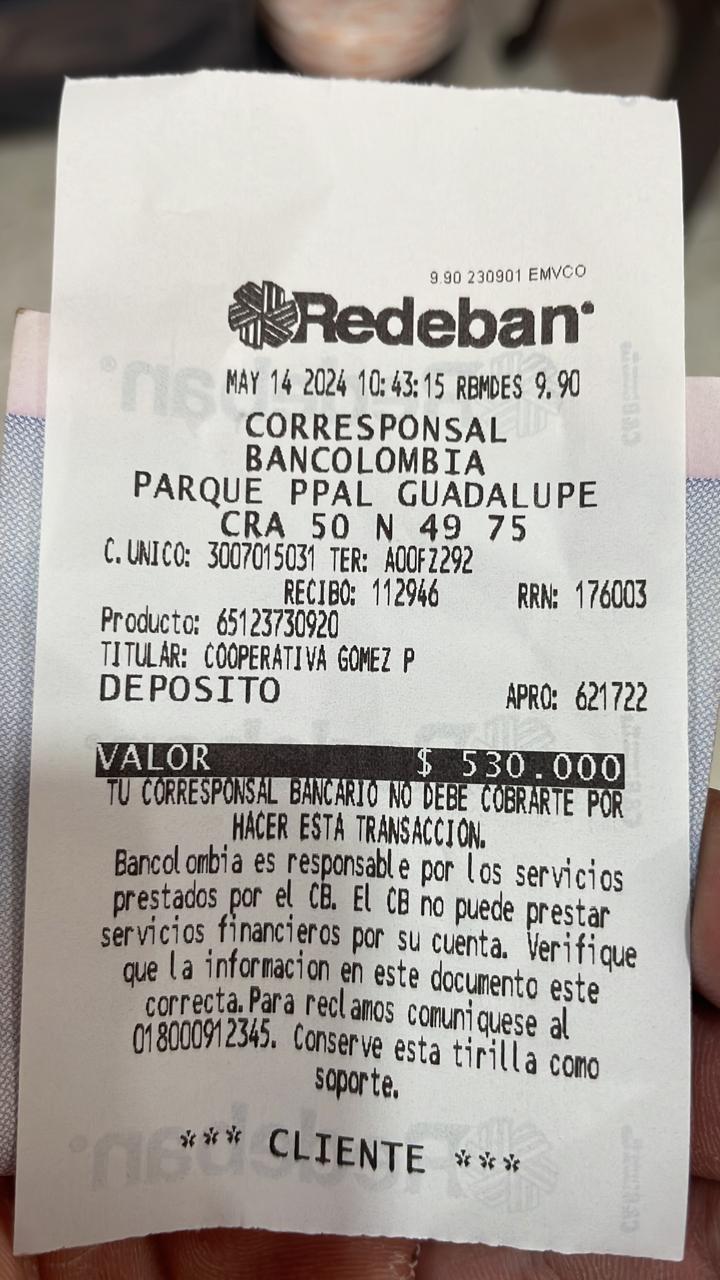 9.90 230901 EMVCO
Redeban
MAY 14 2024 10:43:15 RBMDES 9.90
CORRESPONSAL
BANCOLOMBIA
PARQUE PPAL GUADALUPE
CRA 50 N 49 75
C.UNICO: 3007015031 TER: A00FZ292
RECIBO: 112946 RRN: 176003
Producto: 65123730920
TITULAR: COOPERATIVA GOMEZ P
DEPOSITO APRO: 621722
VALOR $ 530.000
TU CORRESPONSAL BANCARIO NO DEBE COBRARTE POR
HACER ESTA TRANSACCION.
Bancolombia es responsable por los servicios
prestados por el CB. El CB no puede prestar
servicios financieros por su cuenta. Verifique
que la informacion en este documento este
correcta.Para reclamos comuniquese al
018000912345. Conserve esta tirilla como
soporte.
*** CLIENTE ***